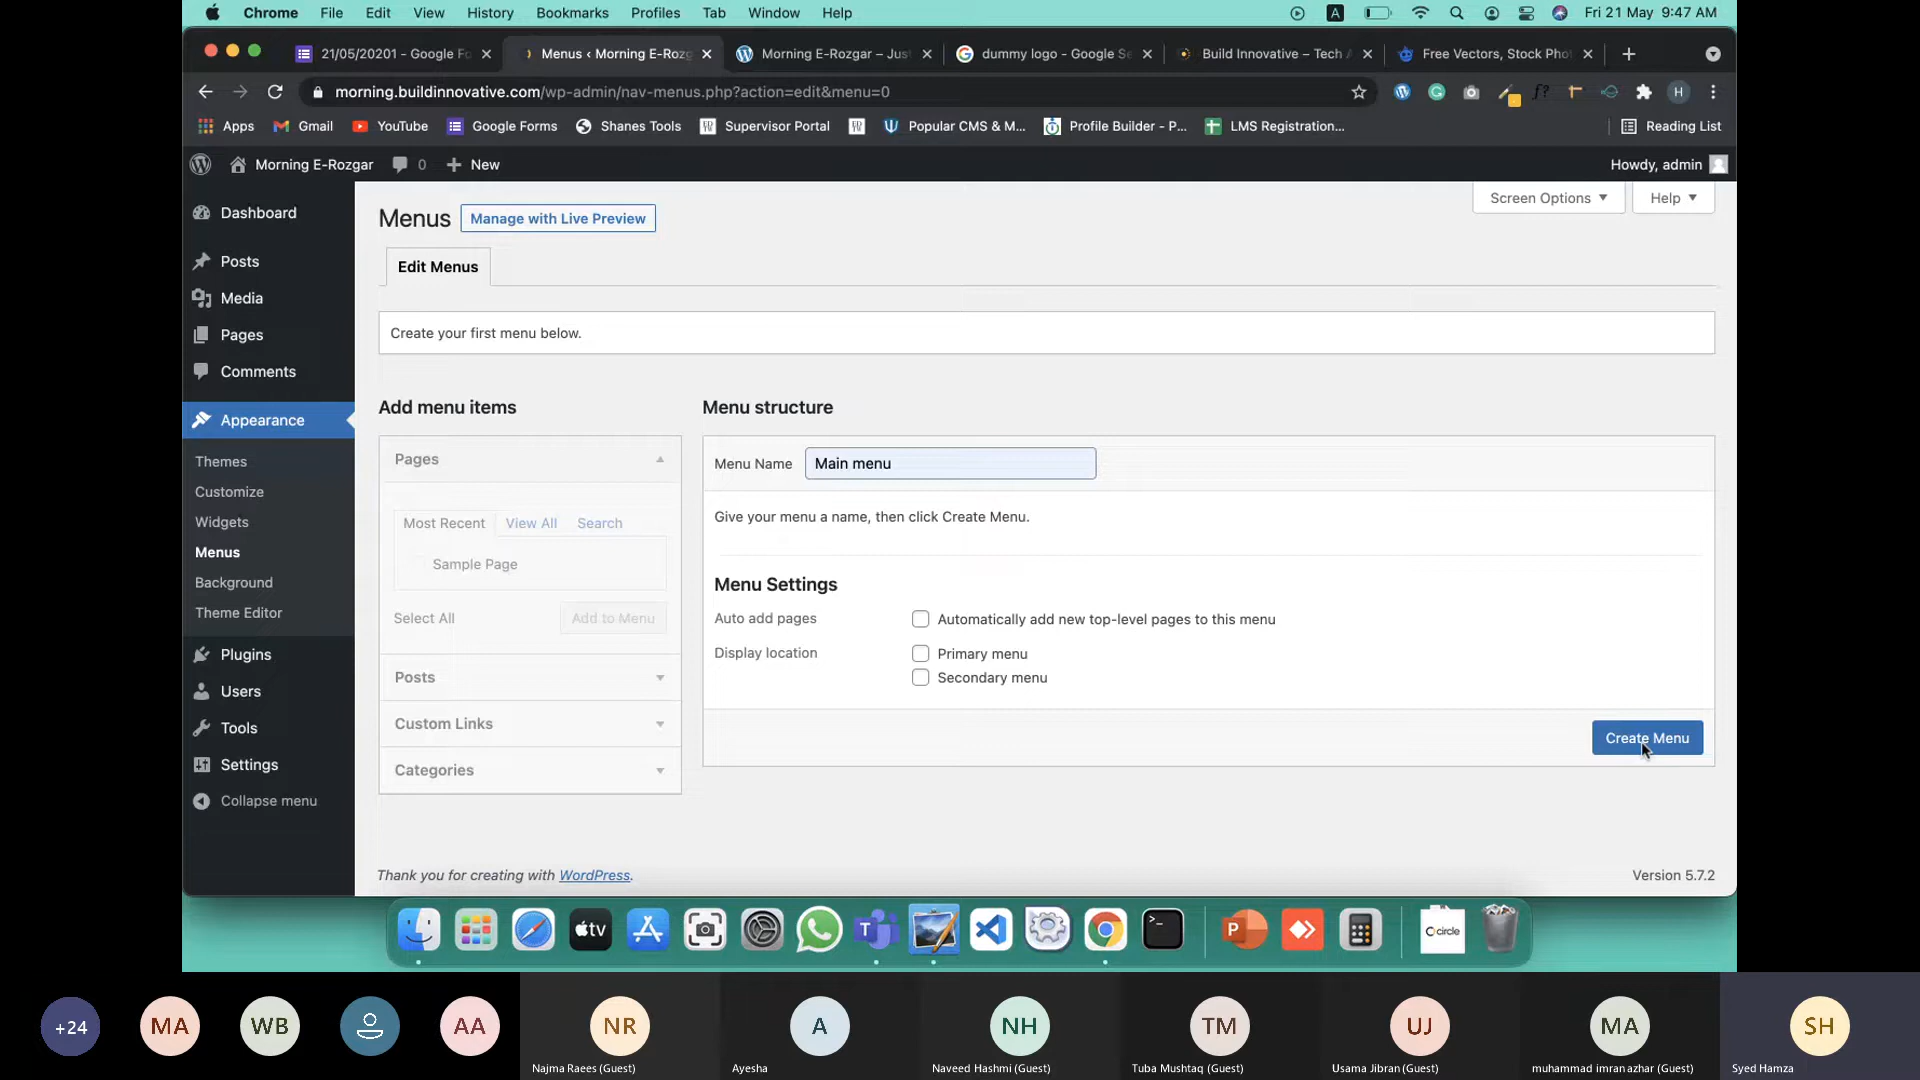 Chrome File Edit View History Bookmarks Profiles Tab Window Help A Fri 21 May 9:47 AM
21/05/20201 - Google Fo Menus ‹ Morning E-Rozg Morning E-Rozgar – Jus dummy logo - Google Se Build Innovative – Tech A Free Vectors, Stock Pho
morning.buildinnovative.com/wp-admin/nav-menus.php?action=edit&menu=0 f? H
Apps Gmail YouTube Google Forms Shanes Tools Supervisor Portal Popular CMS & M... Profile Builder - P... LMS Registration... Reading List
Morning E-Rozgar 0 New Howdy, admin
Screen Options Help
Dashboard
Posts
Media
Pages
Comments
Appearance
Themes
Customize
Widgets
Menus
Background
Theme Editor
Plugins
Users
Tools
Settings
Collapse menu
Menus Manage with Live Preview
Edit Menus
Create your first menu below.
Add menu items
Pages
Most Recent View All Search
Sample Page
Select All Add to Menu
Posts
Custom Links
Categories
Menu structure
Menu Name Main menu
Give your menu a name, then click Create Menu.
Menu Settings
Auto add pages Automatically add new top-level pages to this menu
Display location Primary menu
Secondary menu
Create Menu
Thank you for creating with WordPress. Version 5.7.2
tv T P circle
+24 MA WB AA NR A NH TM UJ MA SH
Najma Raees (Guest) Ayesha Naveed Hashmi (Guest) Tuba Mushtaq (Guest) Usama Jibran (Guest) muhammad imran azhar (Guest) Syed Hamza